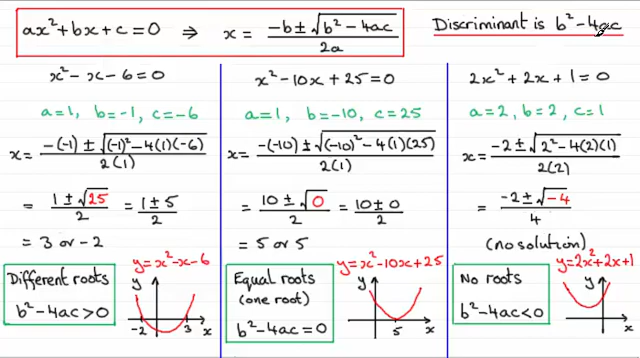 ax² + bx + c = 0 ⇒ x = (-b ± √(b² - 4ac)) / 2a
Discriminant is b² - 4ac
x² - x - 6 = 0
a = 1, b = -1, c = -6
x = (-(-1) ± √((-1)² - 4(1)(-6))) / 2(1)
= (1 ± √25) / 2 = (1 ± 5) / 2
= 3 or -2
y = x² - x - 6
Different roots
b² - 4ac > 0
y
-2 3 x
x² - 10x + 25 = 0
a = 1, b = -10, c = 25
x = (-(-10) ± √((-10)² - 4(1)(25))) / 2(1)
= (10 ± √0) / 2 = (10 ± 0) / 2
= 5 or 5
y = x² - 10x + 25
Equal roots
(one root)
b² - 4ac = 0
y
5 x
2x² + 2x + 1 = 0
a = 2, b = 2, c = 1
x = (-2 ± √(2² - 4(2)(1))) / 2(2)
= (-2 ± √-4) / 4
(no solution)
y = 2x² + 2x + 1
No roots
b² - 4ac < 0
y
x